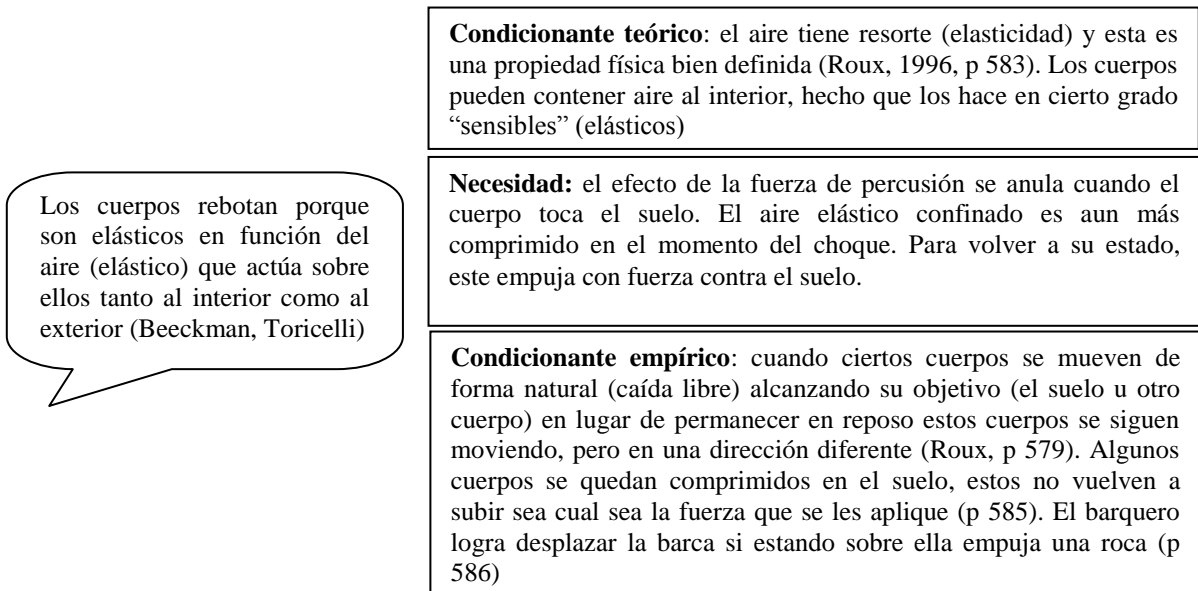 Condicionante teórico: el aire tiene resorte (elasticidad) y esta es
una propiedad física bien definida (Roux, 1996, p 583). Los cuerpos
pueden contener aire al interior, hecho que los hace en cierto grado
“sensibles” (elásticos)
Los cuerpos rebotan porque
son elásticos en función del
aire (elástico) que actúa sobre
ellos tanto al interior como al
exterior (Beeckman, Toricelli)
Necesidad: el efecto de la fuerza de percusión se anula cuando el
cuerpo toca el suelo. El aire elástico confinado es aun más
comprimido en el momento del choque. Para volver a su estado,
este empuja con fuerza contra el suelo.
Condicionante empírico: cuando ciertos cuerpos se mueven de
forma natural (caída libre) alcanzando su objetivo (el suelo u otro
cuerpo) en lugar de permanecer en reposo estos cuerpos se siguen
moviendo, pero en una dirección diferente (Roux, p 579). Algunos
cuerpos se quedan comprimidos en el suelo, estos no vuelven a
subir sea cual sea la fuerza que se les aplique (p 585). El barquero
logra desplazar la barca si estando sobre ella empuja una roca (p
586)